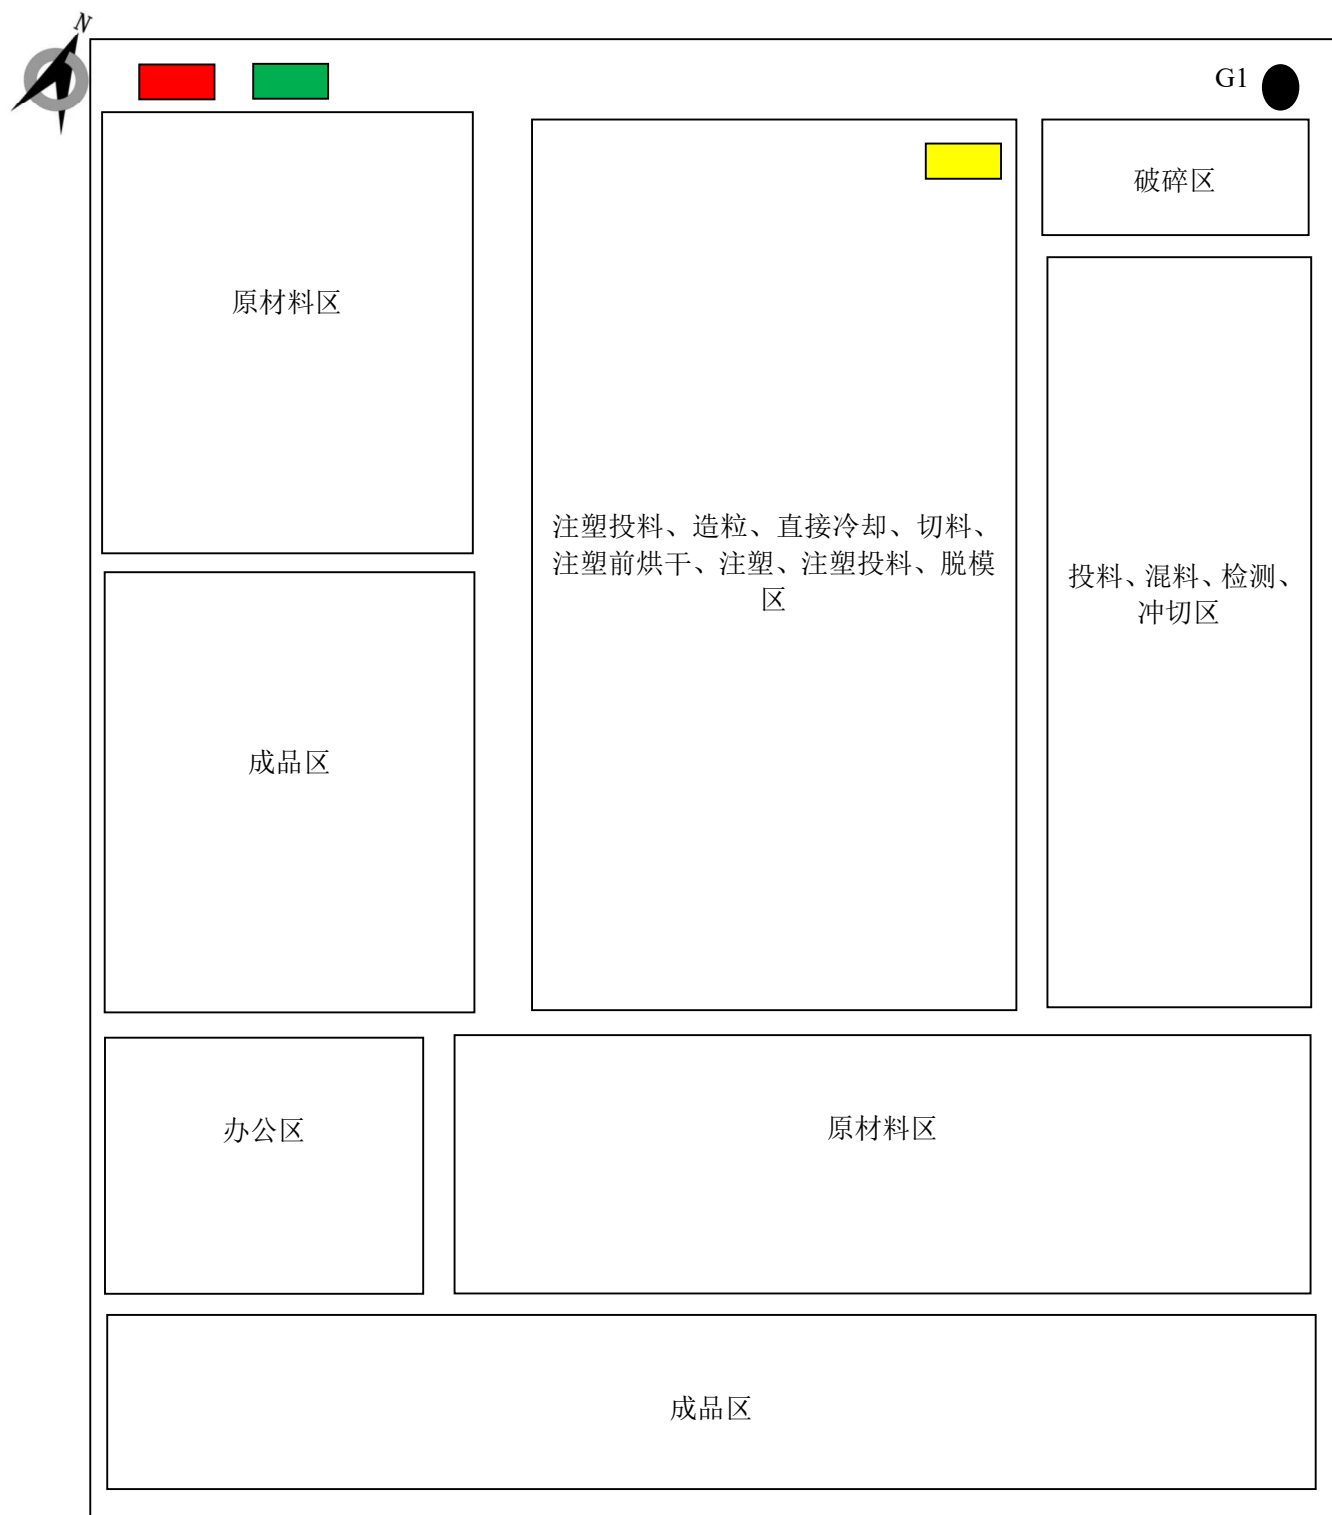 N
G1
破碎区
原材料区
注塑投料、造粒、直接冷却、切料、
注塑前烘干、注塑、注塑投料、脱模
区
投料、混料、检测、
冲切区
成品区
办公区
原材料区
成品区